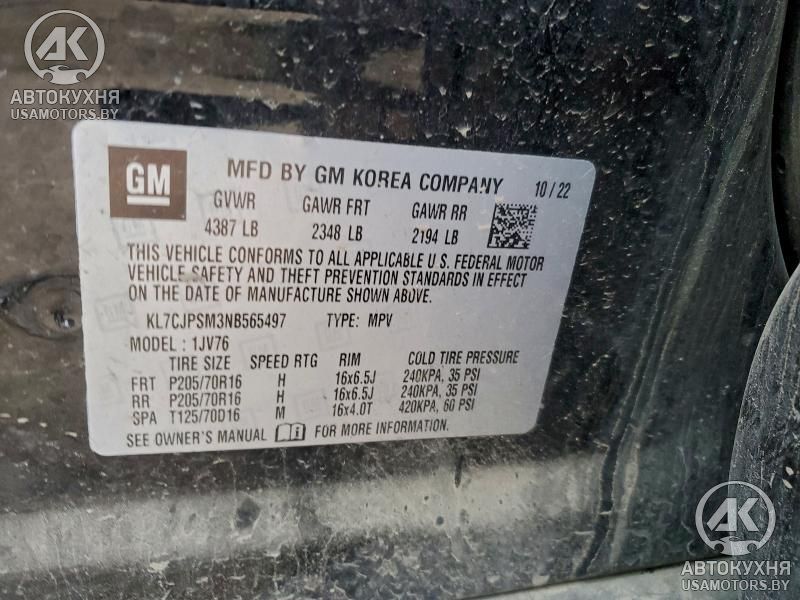 АК
АВТОКУХНЯ
USAMOTORS.BY
GM MFD BY GM KOREA COMPANY 10 / 22
GVWR GAWR FRT GAWR RR
4387 LB 2348 LB 2194 LB
THIS VEHICLE CONFORMS TO ALL APPLICABLE U.S. FEDERAL MOTOR
VEHICLE SAFETY AND THEFT PREVENTION STANDARDS IN EFFECT
ON THE DATE OF MANUFACTURE SHOWN ABOVE.
KL7CJPSM3NB565497 TYPE: MPV
MODEL : 1JV76
TIRE SIZE SPEED RTG RIM COLD TIRE PRESSURE
FRT P205/70R16 H 16x6.5J 240KPA, 35 PSI
RR P205/70R16 H 16x6.5J 240KPA, 35 PSI
SPA T125/70D16 M 16x4.0T 420KPA, 60 PSI
SEE OWNER'S MANUAL FOR MORE INFORMATION.
АК
АВТОКУХНЯ
USAMOTORS.BY